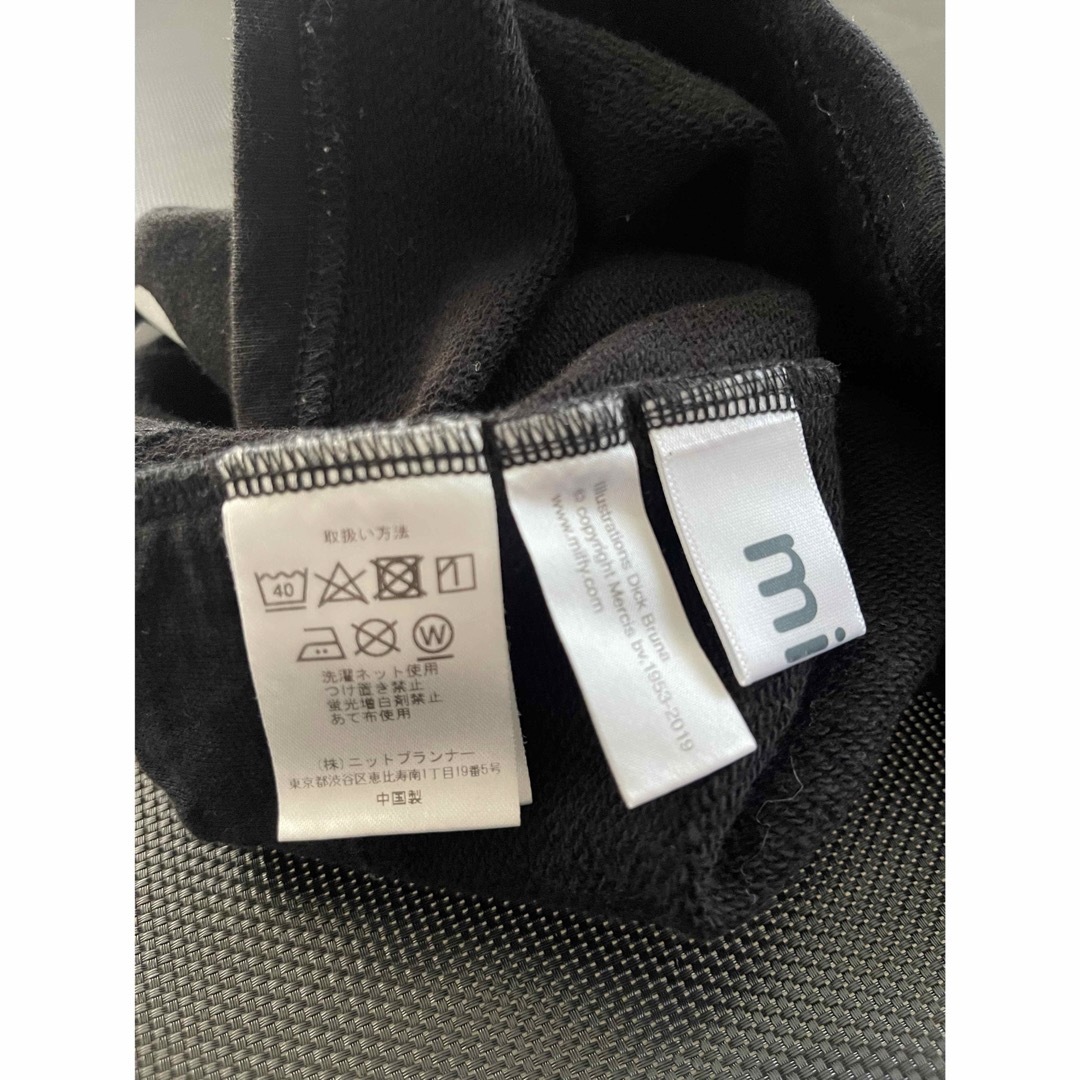 取扱い方法
40
W
洗濯ネット使用
つけ置き禁止
蛍光増白剤禁止
あて布使用
(株)ニットプランナー
東京都渋谷区恵比寿南1丁目19番5号
中国製
Illustrations Dick Bruna
© copyright Mercis bv.1953-2019
www.miffy.com
mi